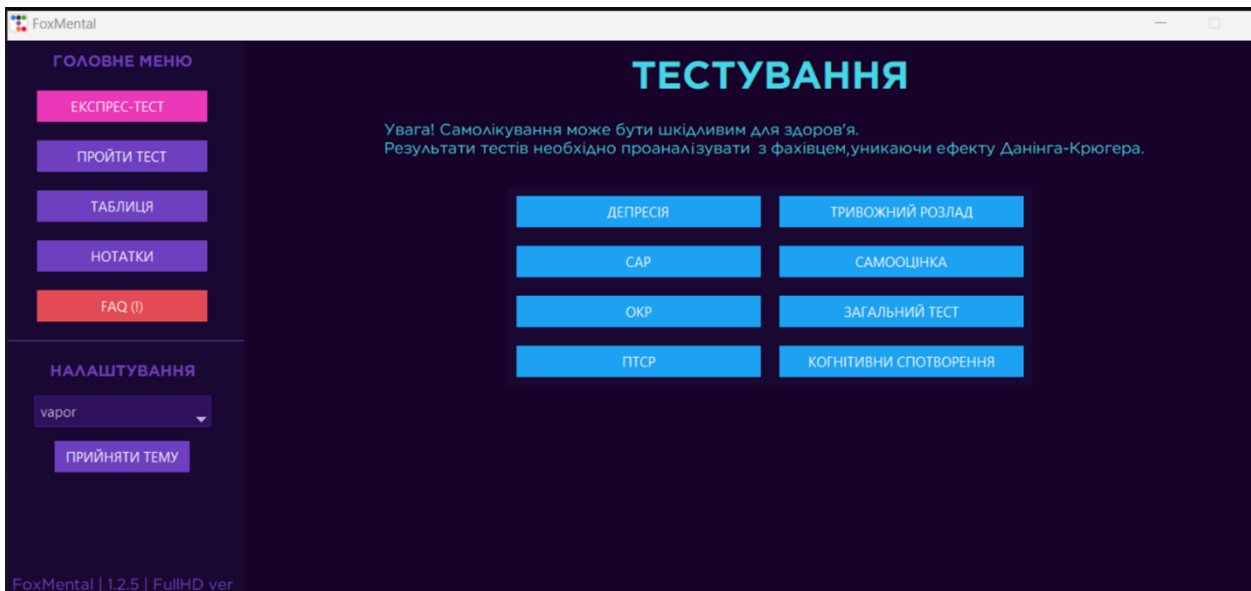 FoxMental
ГОЛОВНЕ МЕНЮ
ЕКСПРЕС-ТЕСТ
ПРОЙТИ ТЕСТ
ТАБЛИЦЯ
НОТАТКИ
FAQ (!)
НАЛАШТУВАННЯ
vapor
ПРИЙНЯТИ ТЕМУ
FoxMental | 1.2.5 | FullHD ver
ТЕСТУВАННЯ
Увага! Самолікування може бути шкідливим для здоров'я.
Результати тестів необхідно проаналізувати з фахівцем,уникаючи ефекту Данінга-Крюгера.
ДЕПРЕСІЯ ТРИВОЖНИЙ РОЗЛАД
САР САМООЦІНКА
ОКР ЗАГАЛЬНИЙ ТЕСТ
ПТСР КОГНІТИВНИ СПОТВОРЕННЯ